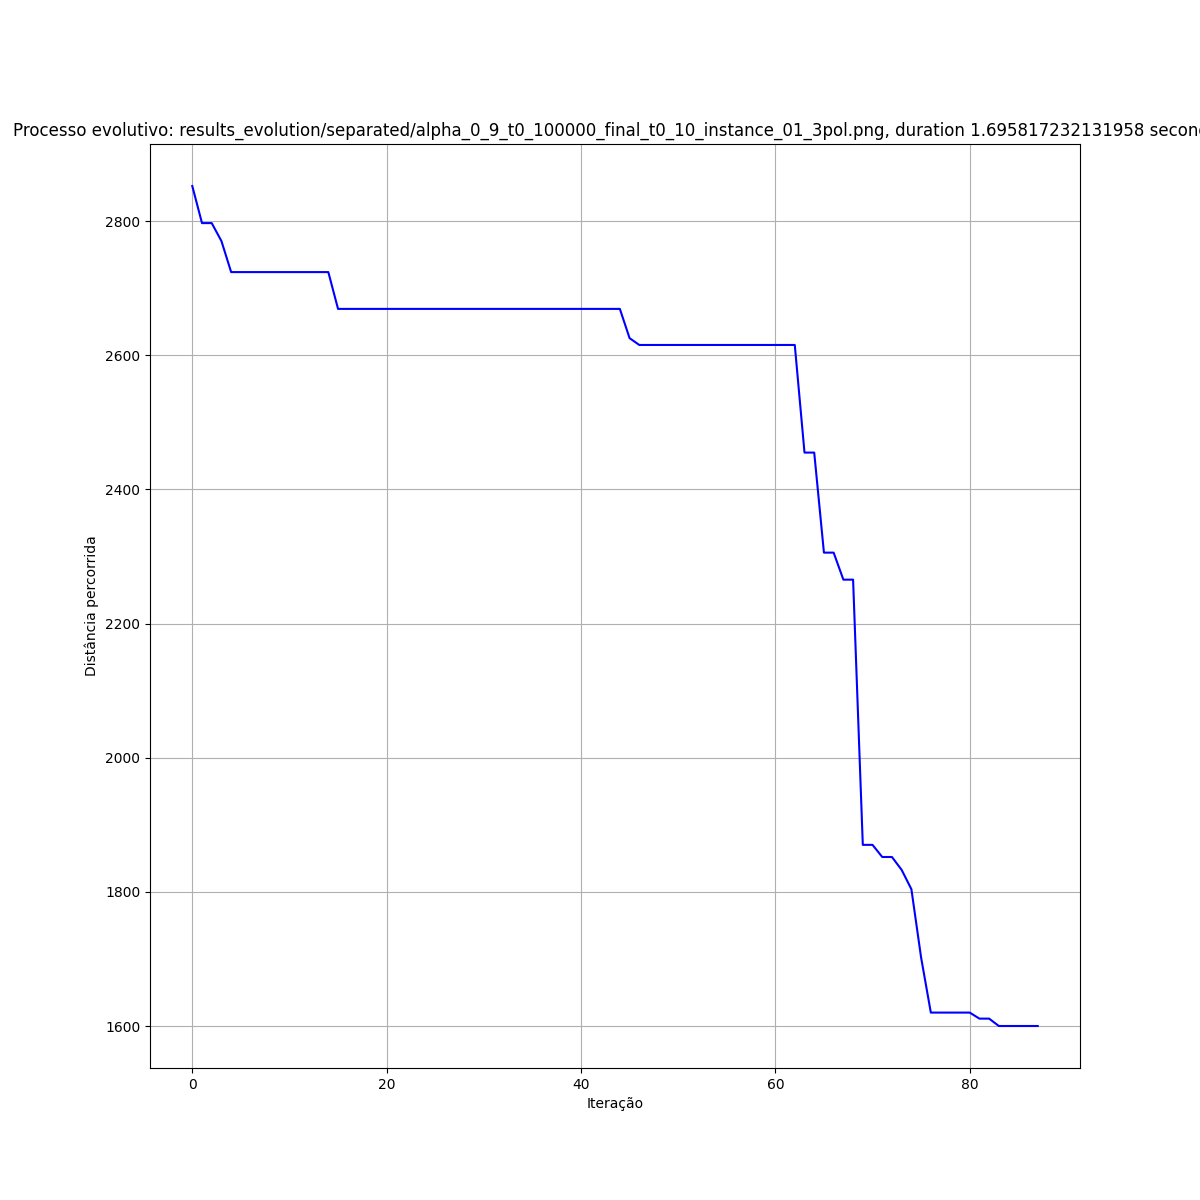 Processo evolutivo: results_evolution/separated/alpha_0_9_t0_100000_final_t0_10_instance_01_3pol.png, duration 1.695817232131958
2800
2600
2400
2200
2000
1800
1600
Distância percorrida
0 20 40 60 80
Iteração